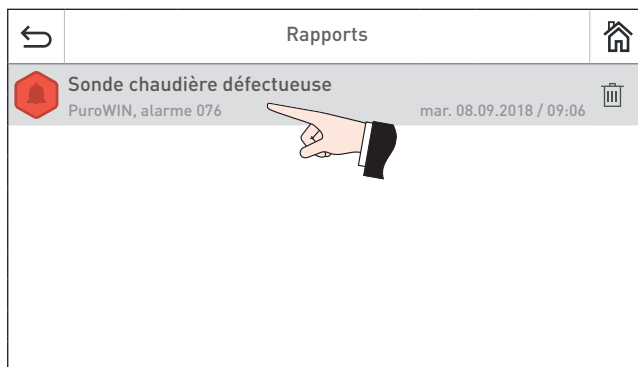 Rapports
Sonde chaudière défectueuse
PuroWIN, alarme 076 mar. 08.09.2018 / 09:06